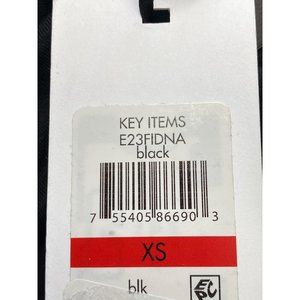 KEY ITEMS
E23FIDNA
black
7 55405 86690 3
XS
blk